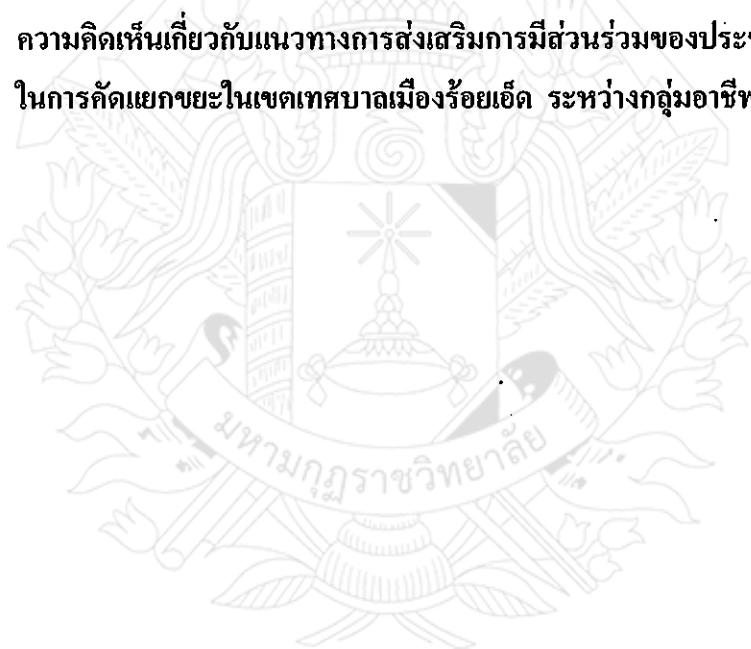 ความคิดเห็นเกี่ยวกับแนวทางการส่งเสริมการมีส่วนร่วมของประ
ในการคัดแยกขยะในเขตเทศบาลเมืองร้อยเอ็ด ระหว่างกลุ่มอาชีพ
มหามกุฏราชวิทยาลัย